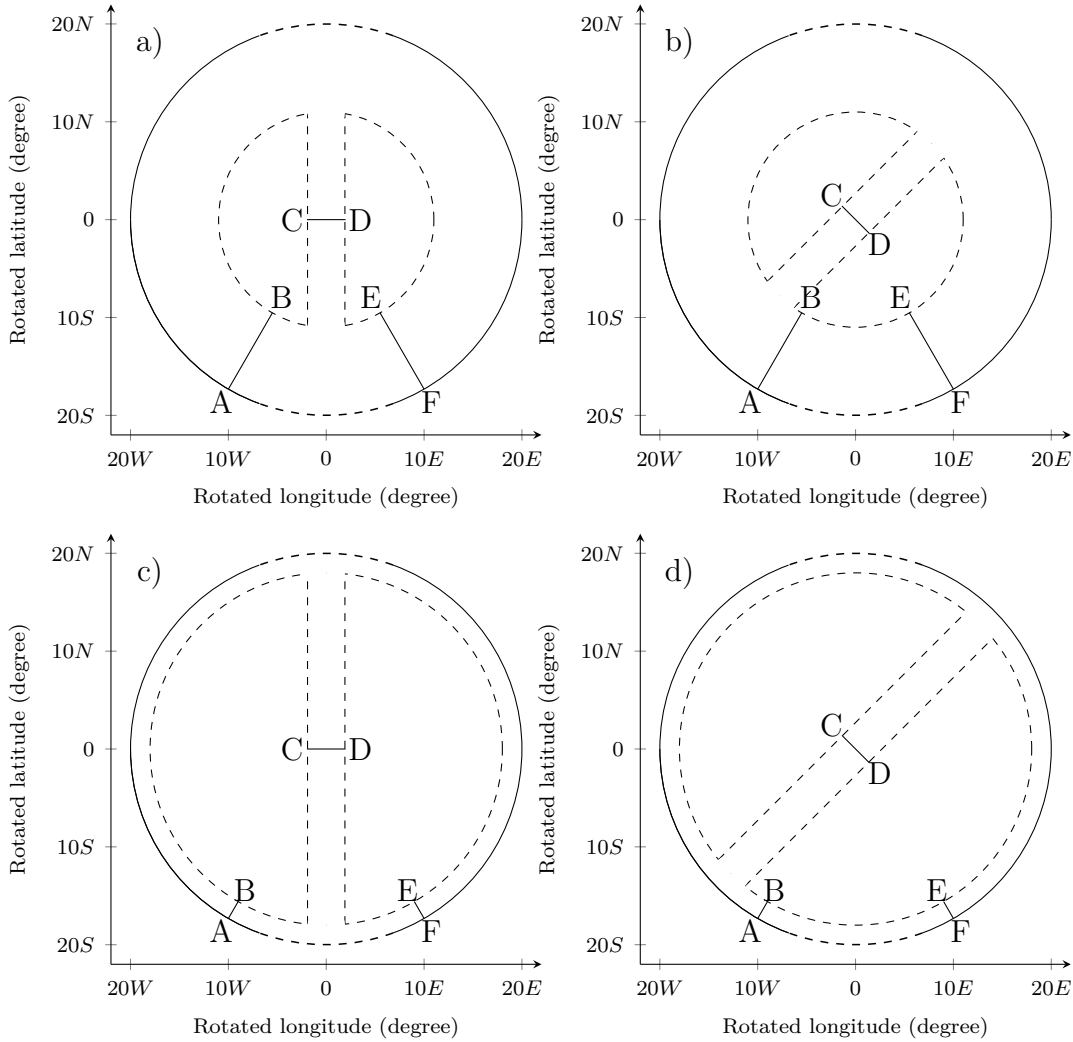 a)
20N
10N
0
10S
20S
Rotated latitude (degree)
C D
B E
A F
20W 10W 0 10E 20E
Rotated longitude (degree)
b)
20N
10N
0
10S
20S
Rotated latitude (degree)
C
D
B E
A F
20W 10W 0 10E 20E
Rotated longitude (degree)
c)
20N
10N
0
10S
20S
Rotated latitude (degree)
C D
B E
A F
20W 10W 0 10E 20E
Rotated longitude (degree)
d)
20N
10N
0
10S
20S
Rotated latitude (degree)
C
D
B E
A F
20W 10W 0 10E 20E
Rotated longitude (degree)